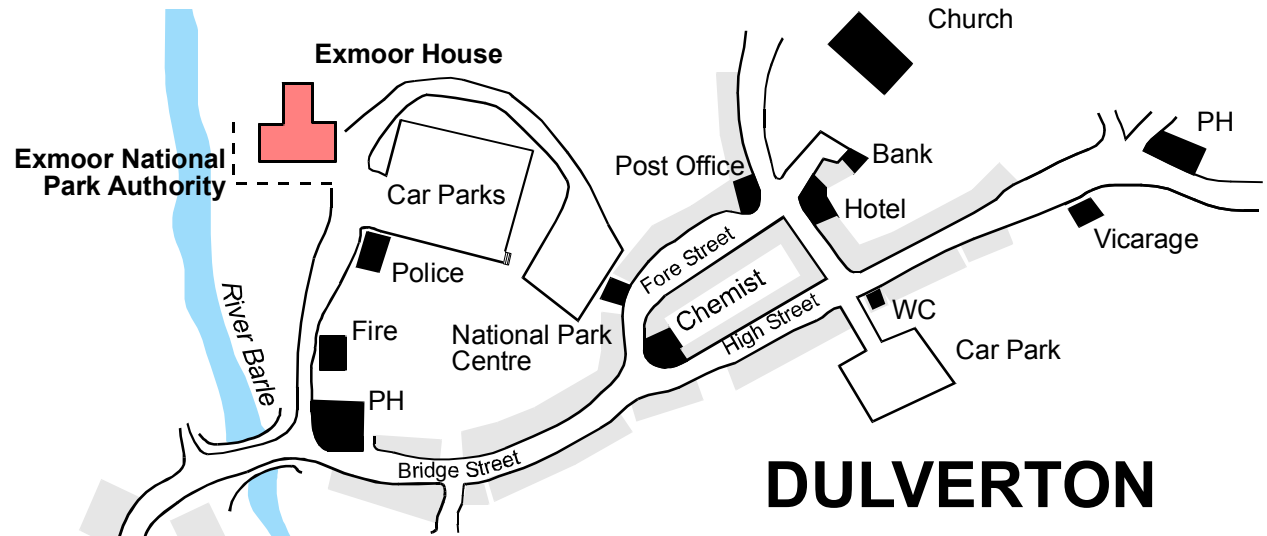 Church
Exmoor House
PH
Exmoor National
Park Authority
Post Office
Bank
Car Parks
Hotel
Vicarage
Fore Street
Police
River Barle
Chemist
High Street
WC
Fire
National Park
Centre
Car Park
PH
Bridge Street
DULVERTON